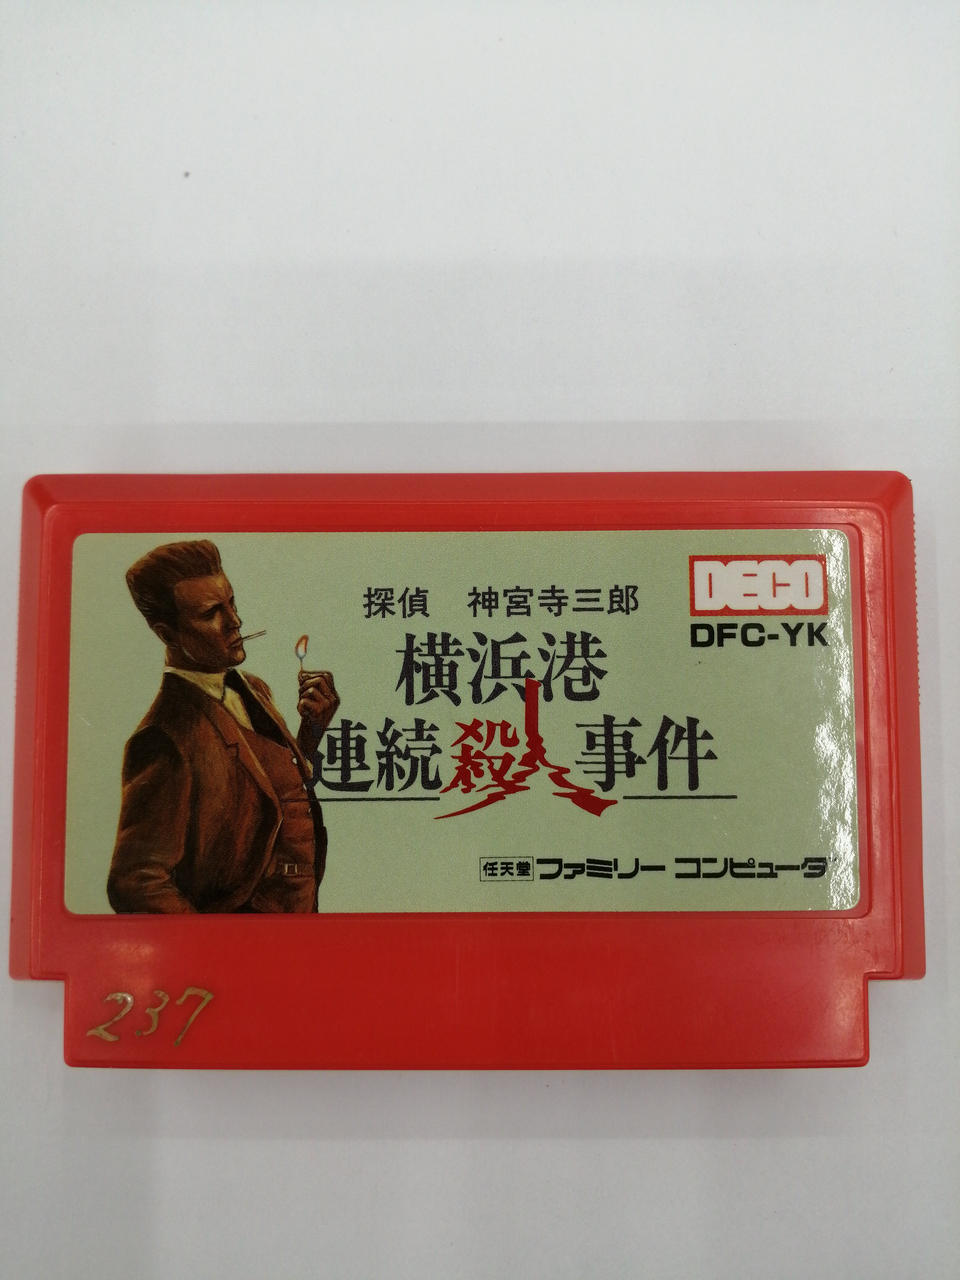 探偵　神宮寺三郎
横浜港
連続殺人事件
DECO
DFC-YK
任天堂 ファミリー コンピュータ
237